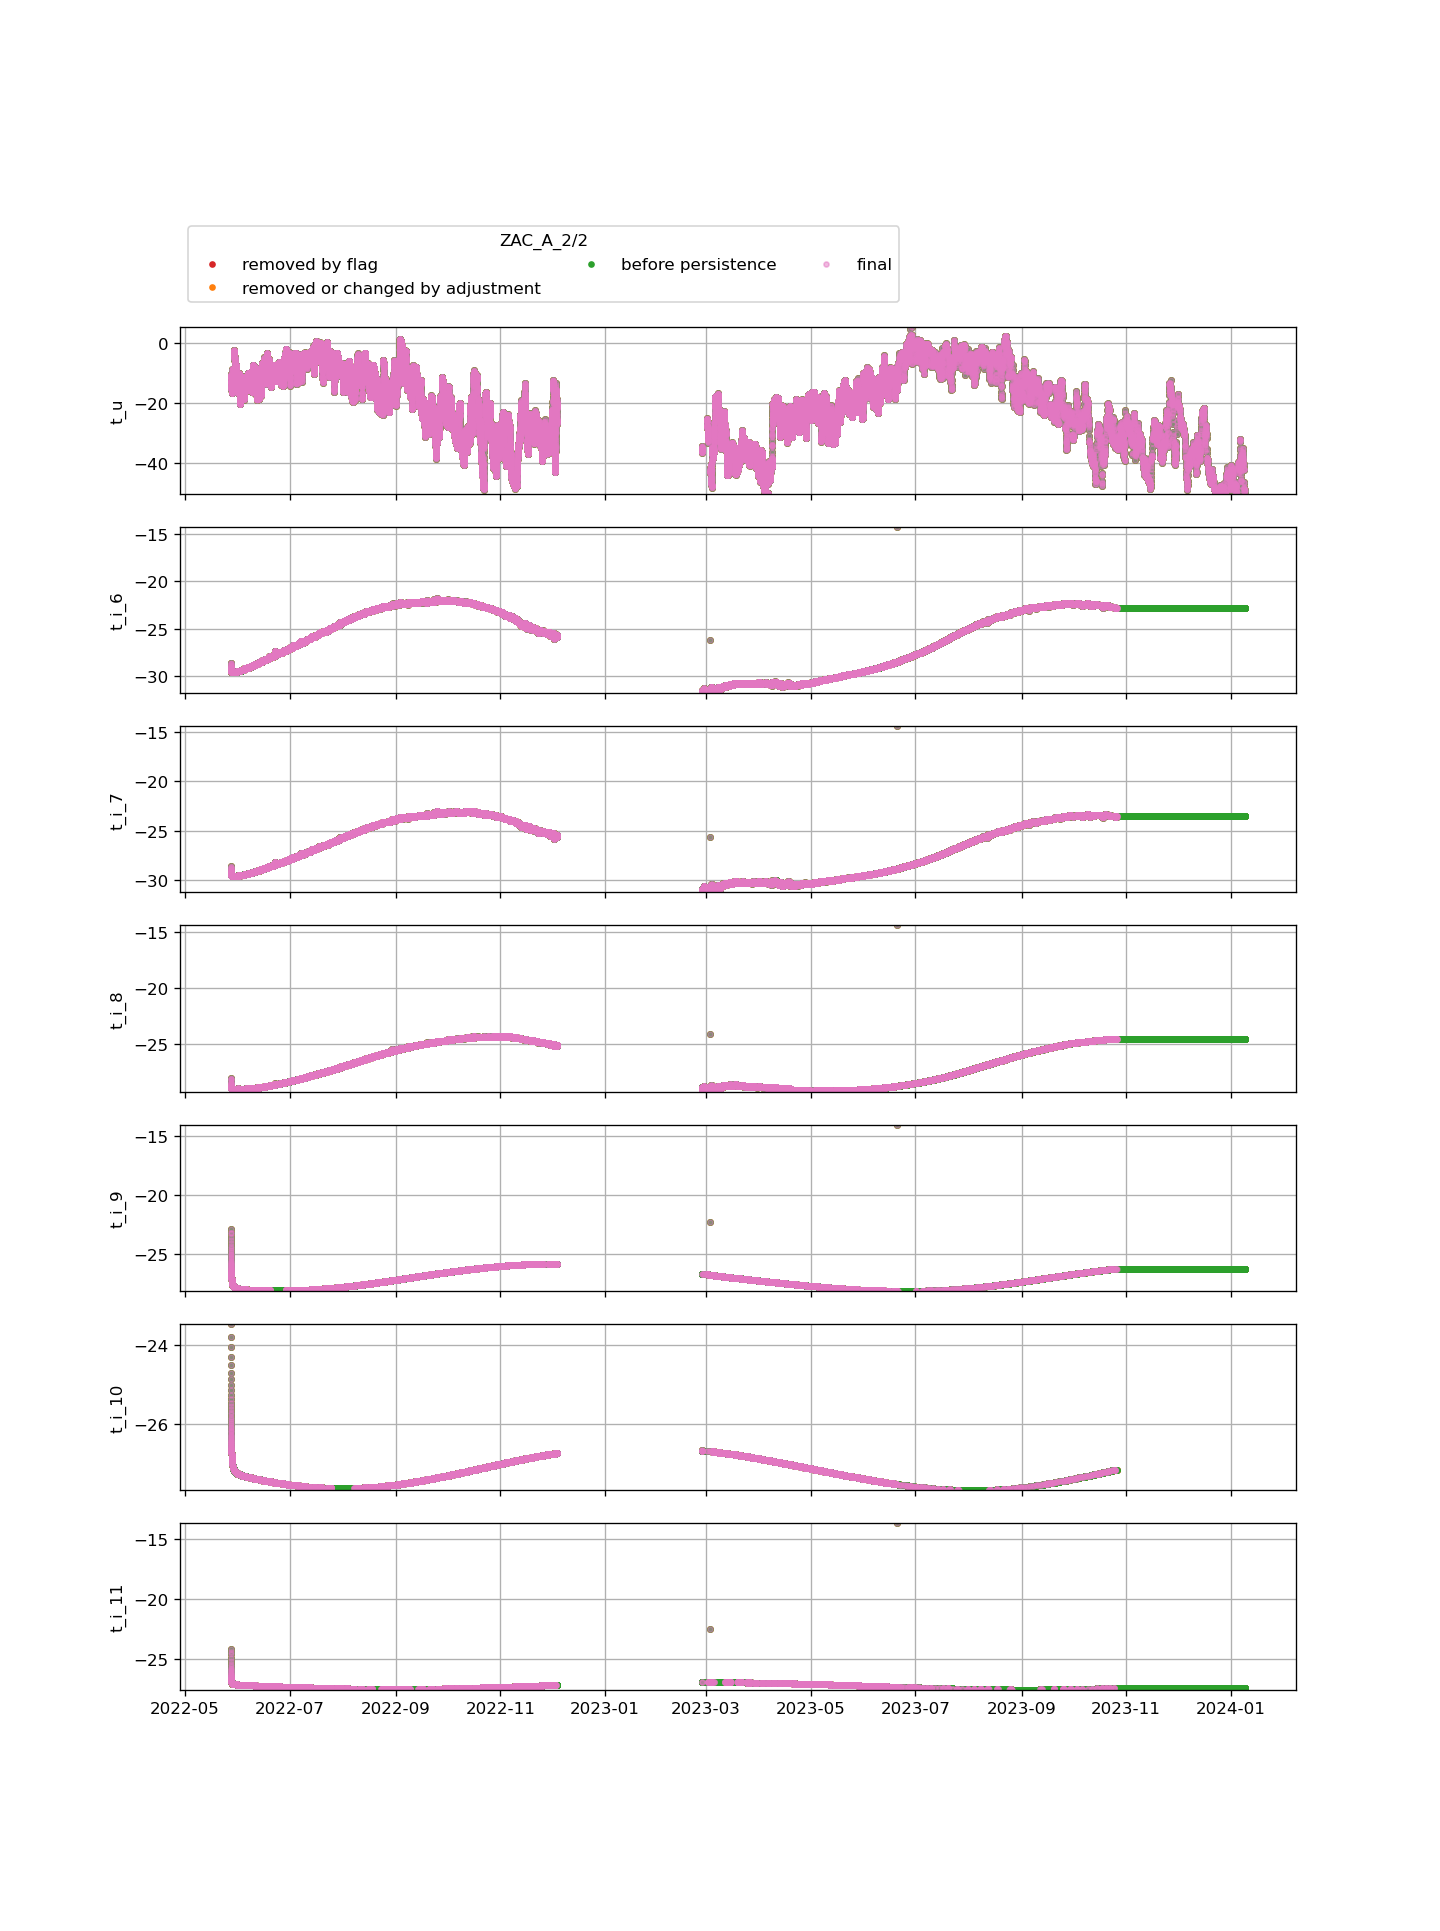 ZAC_A_2/2
removed by flag
removed or changed by adjustment
before persistence
final
t_u
0
−20
−40
t_i_6
−15
−20
−25
−30
t_i_7
−15
−20
−25
−30
t_i_8
−15
−20
−25
t_i_9
−15
−20
−25
t_i_10
−24
−26
t_i_11
−15
−20
−25
2022-05 2022-07 2022-09 2022-11 2023-01 2023-03 2023-05 2023-07 2023-09 2023-11 2024-01